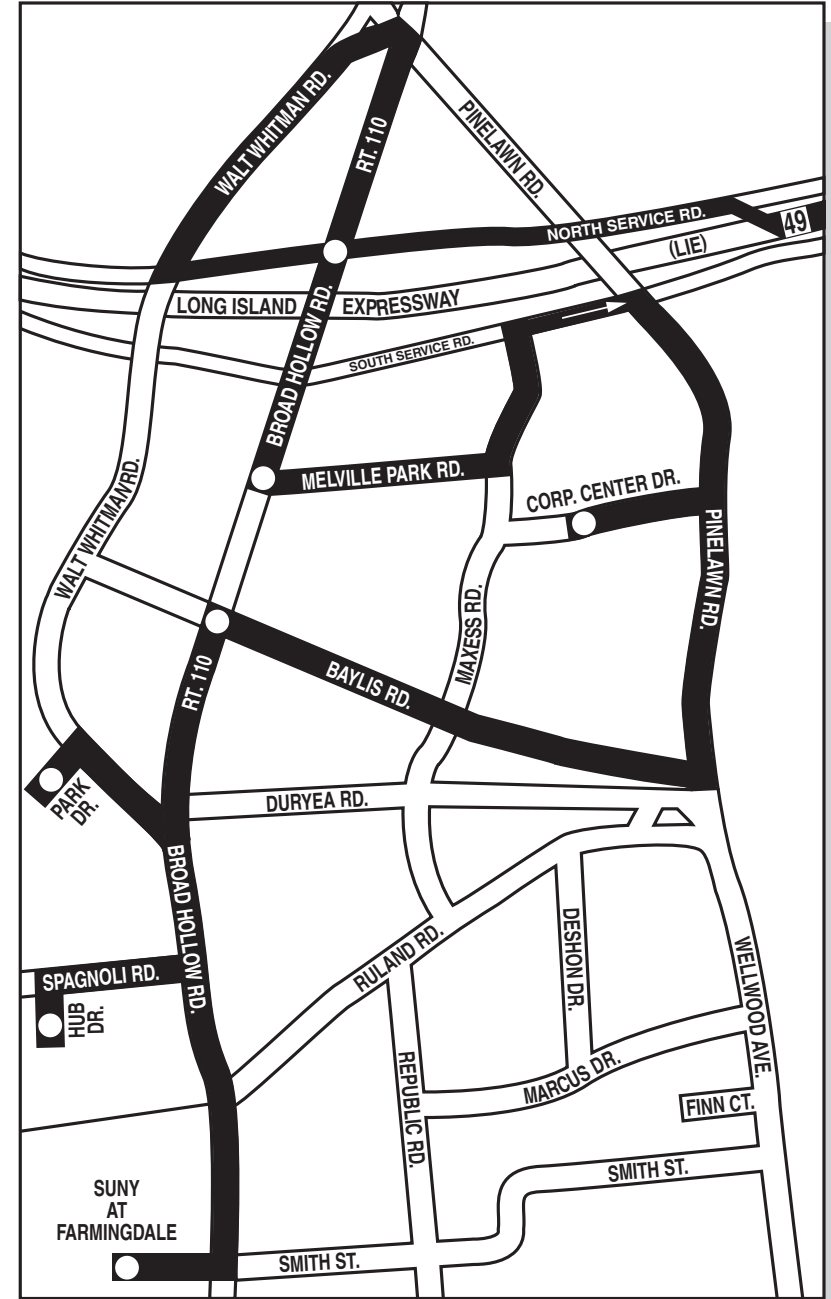 WALT WHITMAN RD.
RT. 110
PINELAWN RD.
NORTH SERVICE RD.
49
(LIE)
LONG ISLAND EXPRESSWAY
BROAD HOLLOW RD.
SOUTH SERVICE RD.
MELVILLE PARK RD.
CORP. CENTER DR.
WALT WHITMAN RD.
PINELAWN RD.
MAXESS RD.
RT. 110
BAYLIS RD.
PARK
DR.
DURYEA RD.
BROAD HOLLOW RD.
RULAND RD.
DESHON DR.
WELLWOOD AVE.
SPAGNOLI RD.
HUB
DR.
REPUBLIC RD.
MARCUS DR.
FINN CT.
SMITH ST.
SUNY
AT
FARMINGDALE
SMITH ST.